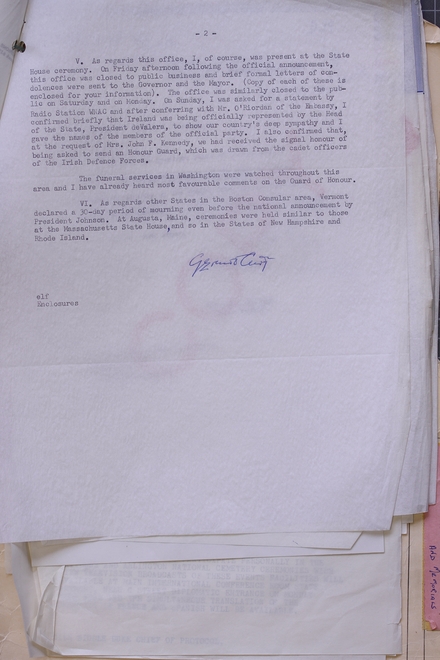 - 2 -
V. As regards this office, I, of course, was present at the State
House ceremony. On Friday afternoon following the official announcement,
this office was closed to public business and brief formal letters of con-
dolences were sent to the Governor and the Mayor. (Copy of each of these is
enclosed for your information). The office was similarly closed to the pub-
lic on Saturday and on Monday. On Sunday, I was asked for a statement by
Radio Station WNAC and after conferring with Mr. O'Riordan of the Embassy, I
confirmed briefly that Ireland was being officially represented by the Head
of the State, President deValera, to show our country's deep sympathy and I
gave the names of the members of the official party. I also confirmed that,
at the request of Mrs. John F. Kennedy, we had received the signal honour of
being asked to send an Honour Guard, which was drawn from the cadet officers
of the Irish Defence Forces.
The funeral services in Washington were watched throughout this
area and I have already heard most favourable comments on the Guard of Honour.
VI. As regards other States in the Boston Consular area, Vermont
declared a 30-day period of mourning even before the national announcement by
President Johnson. At Augusta, Maine, ceremonies were held similar to those
at the Massachusetts State House, and so in the States of New Hampshire and
Rhode Island.
elf
Enclosures